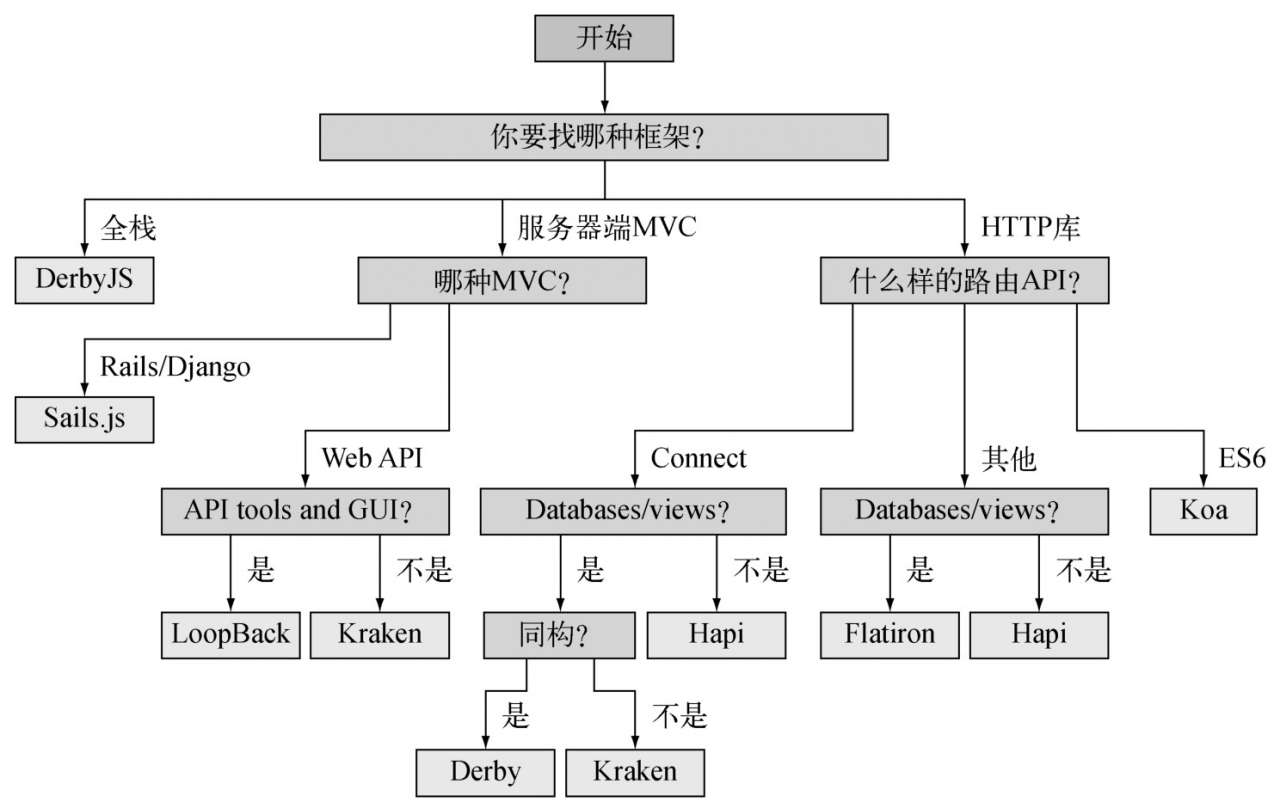 开始
你要找哪种框架？
全栈
服务器端MVC
HTTP库
DerbyJS
哪种MVC？
什么样的路由API？
Rails/Django
Sails.js
Web API
Connect
其他
ES6
API tools and GUI？
Databases/views？
Databases/views？
Koa
是
不是
是
不是
是
不是
LoopBack
Kraken
同构？
Hapi
Flatiron
Hapi
是
不是
Derby
Kraken